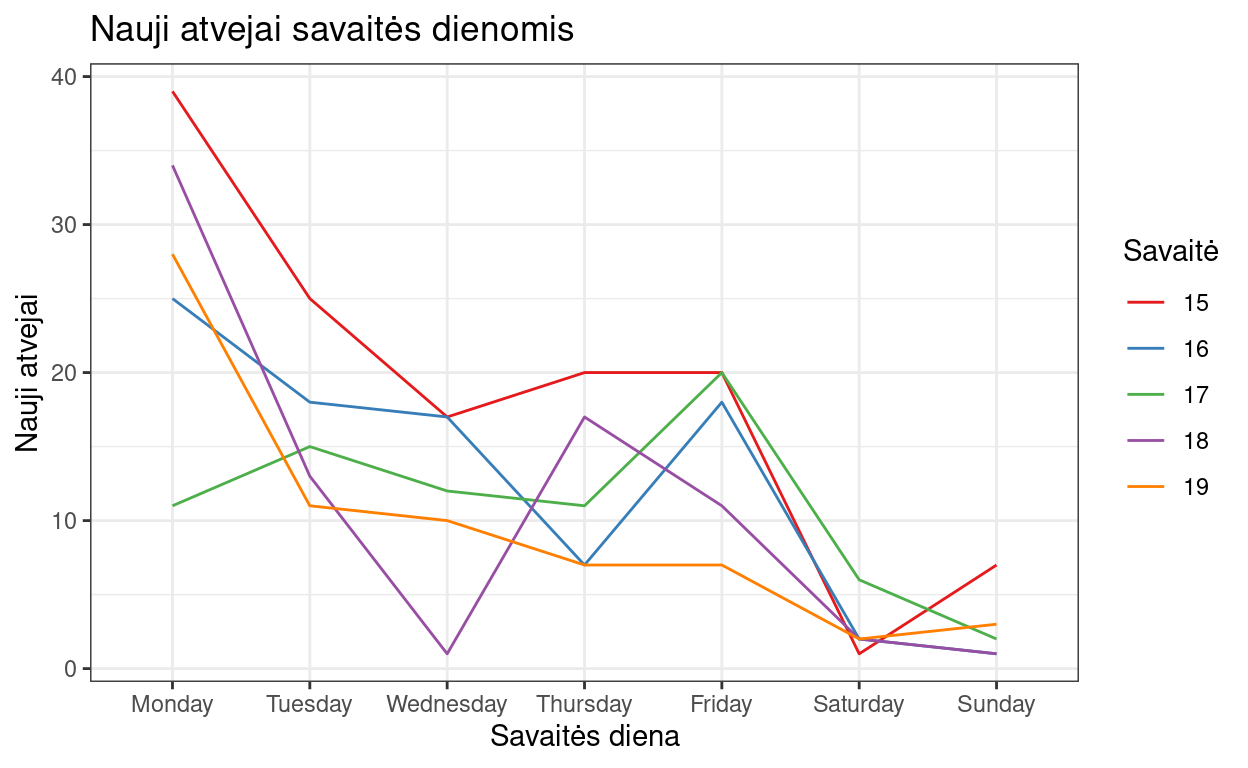 Nauji atvejai savaitės dienomis
Nauji atvejai
40
30
20
10
0
Monday Tuesday Wednesday Thursday Friday Saturday Sunday
Savaitės diena
Savaitė
15
16
17
18
19